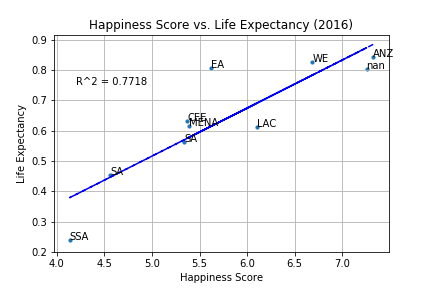 Happiness Score vs. Life Expectancy (2016)
0.9
0.8
0.7
0.6
0.5
0.4
0.3
0.2
Life Expectancy
R^2 = 0.7718
ANZ
nan
WE
EA
CEE
MENA
LAC
SA
SA
SSA
4.0 4.5 5.0 5.5 6.0 6.5 7.0
Happiness Score